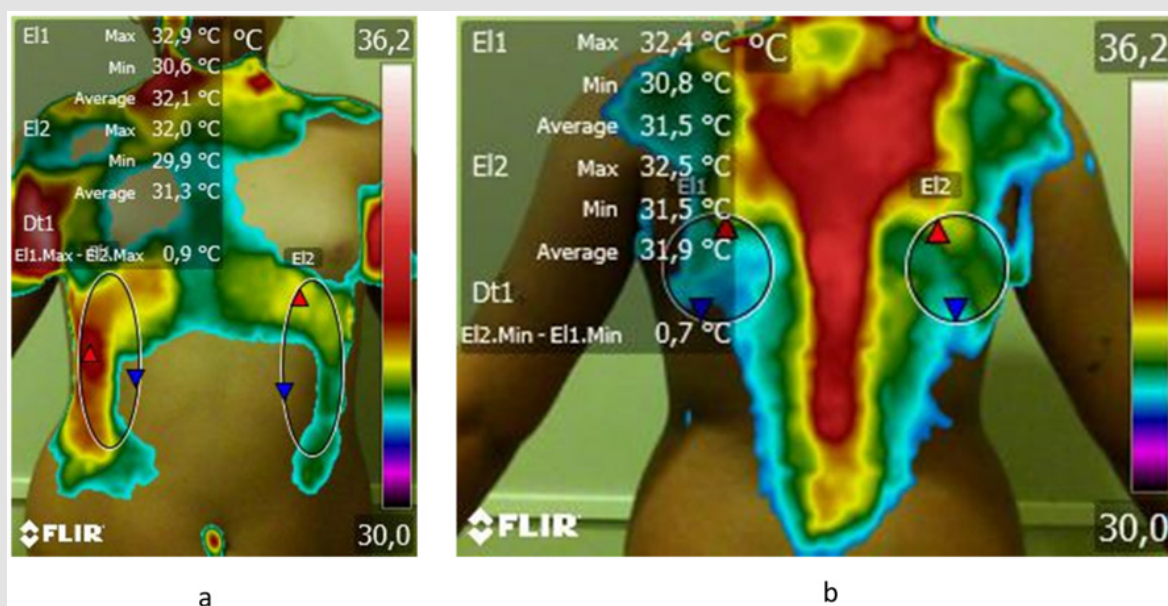 El1 Max 32,9 °C °C 36,2
Min 30,6 °C
Average 32,1 °C
El2 Max 32,0 °C
Min 29,9 °C
Average 31,3 °C
Dt1
El1.Max - El2.Max 0,9 °C
El2
FLIR 30,0
a
El1 Max 32,4 °C °C 36,2
Min 30,8 °C
Average 31,5 °C
El2 Max 32,5 °C
El1 El2
Min 31,5 °C
Average 31,9 °C
Dt1
El2.Min - El1.Min 0,7 °C
FLIR 30,0
b